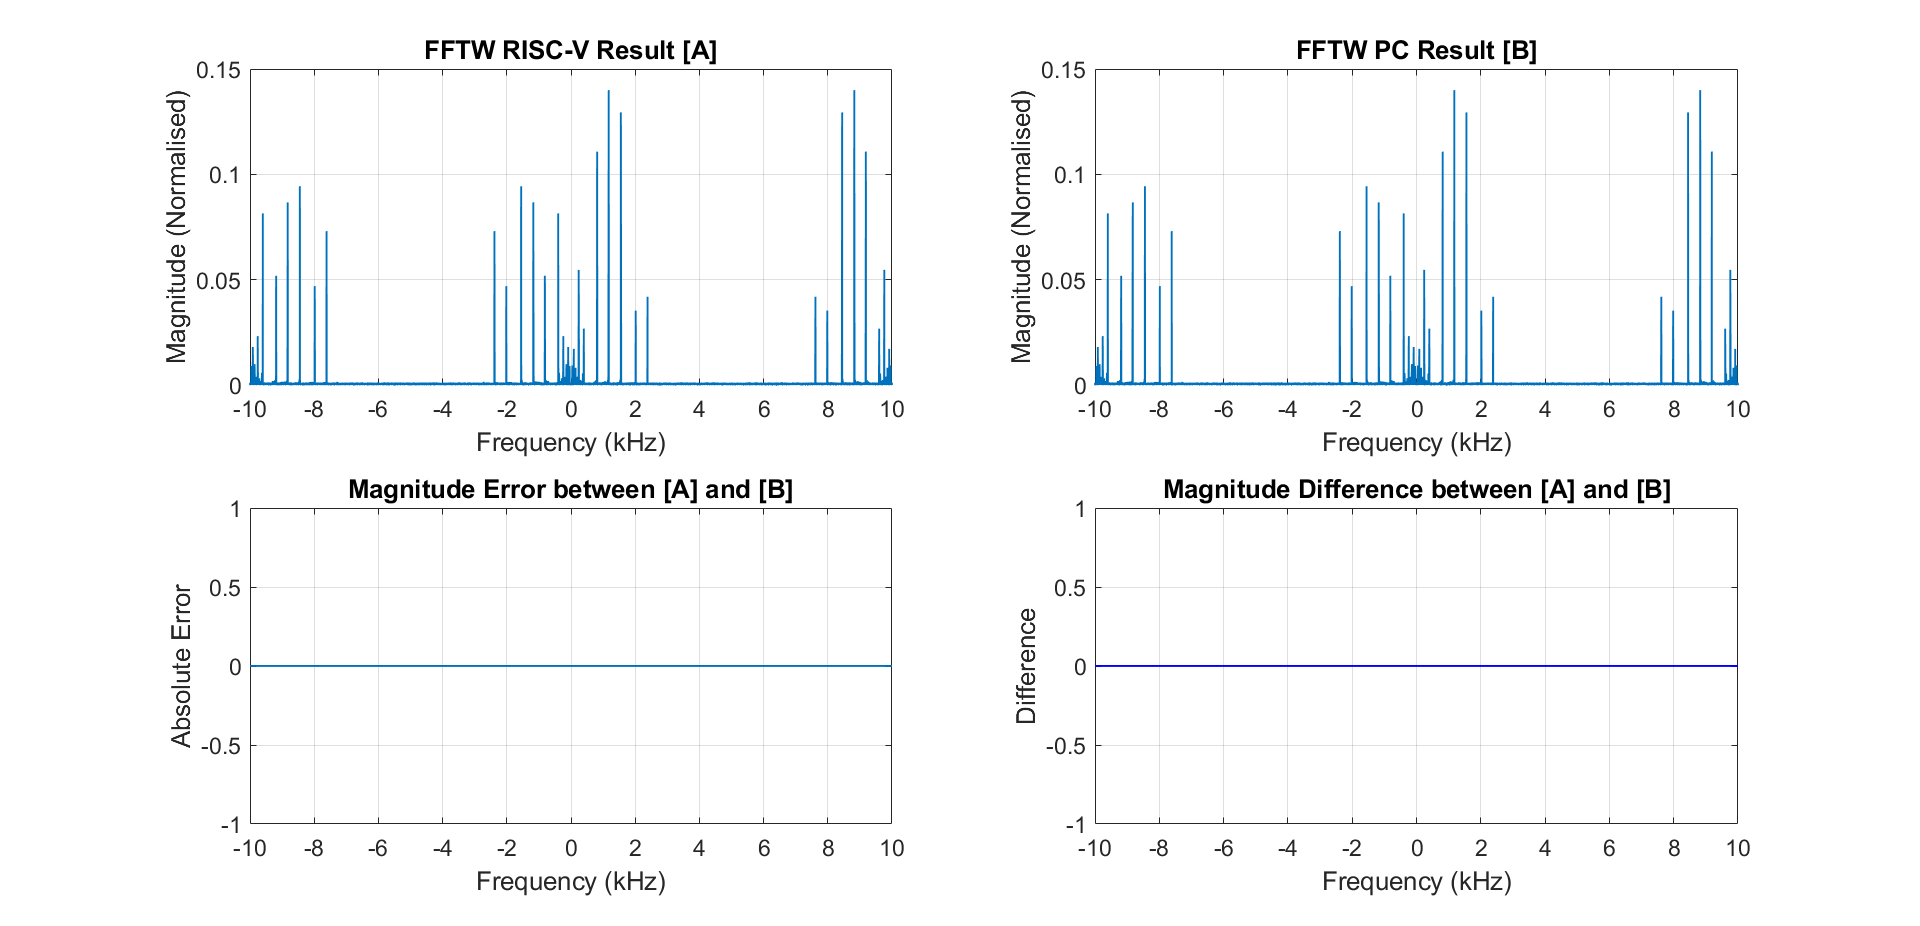 FFTW RISC-V Result [A]
Magnitude (Normalised)
0.15
0.1
0.05
0
-10 -8 -6 -4 -2 0 2 4 6 8 10
Frequency (kHz)
FFTW PC Result [B]
Magnitude (Normalised)
0.15
0.1
0.05
0
-10 -8 -6 -4 -2 0 2 4 6 8 10
Frequency (kHz)
Magnitude Error between [A] and [B]
Absolute Error
1
0.5
0
-0.5
-1
-10 -8 -6 -4 -2 0 2 4 6 8 10
Frequency (kHz)
Magnitude Difference between [A] and [B]
Difference
1
0.5
0
-0.5
-1
-10 -8 -6 -4 -2 0 2 4 6 8 10
Frequency (kHz)